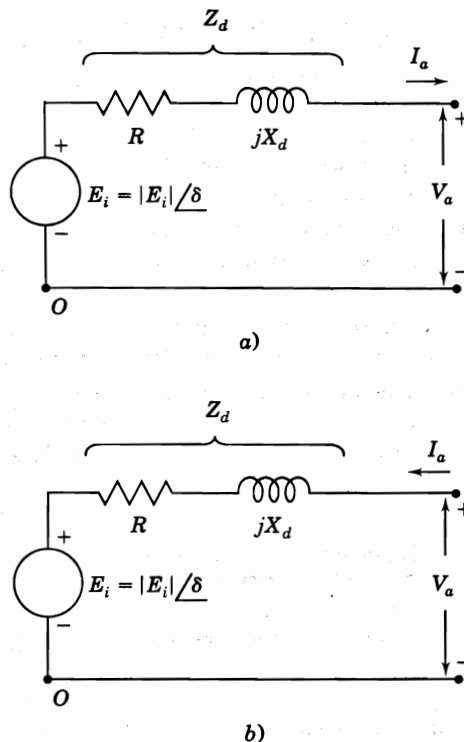 Z_d
I_a
R
jX_d
+
+
E_i = |E_i| ∠δ
V_a
−
−
O
a)
Z_d
I_a
R
jX_d
+
+
E_i = |E_i| ∠δ
V_a
−
−
O
b)